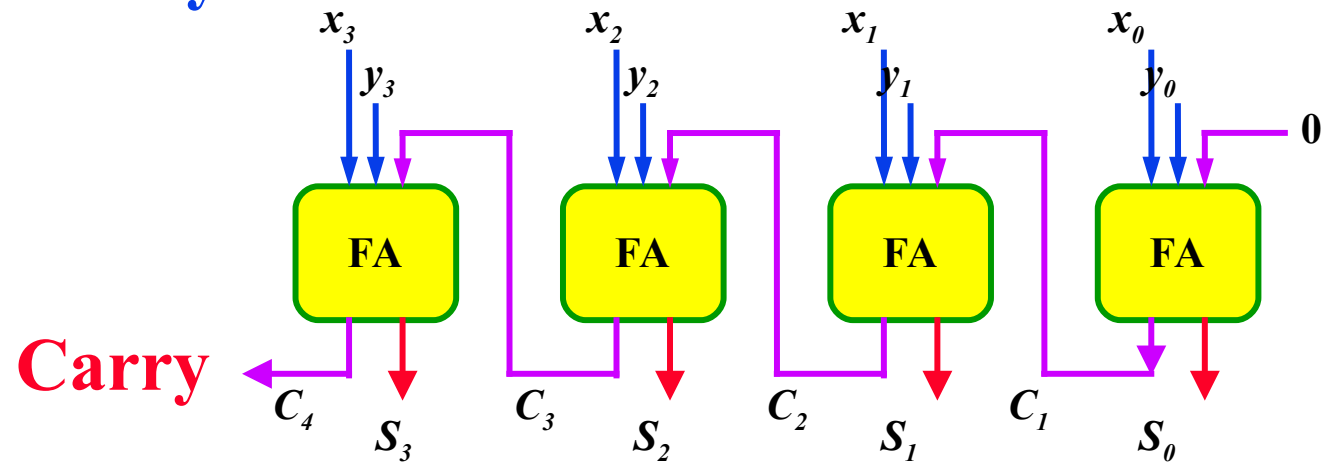 x3 x2 x1 x0
y3 y2 y1 y0
0
FA FA FA FA
Carry
C4 C3 C2 C1
S3 S2 S1 S0